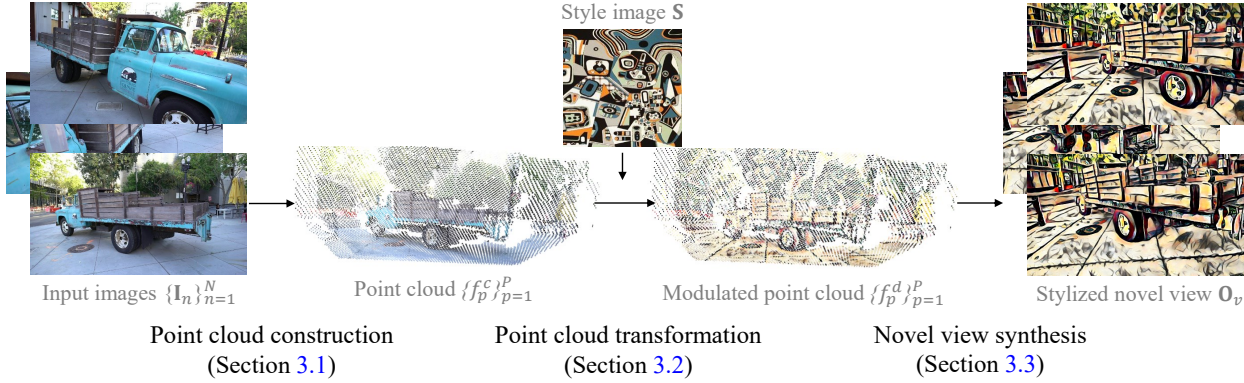 Style image S
Input images {I_n}_{n=1}^N
Point cloud {f_p^c}_{p=1}^P
Modulated point cloud {f_p^d}_{p=1}^P
Stylized novel view O_v
Point cloud construction
(Section 3.1)
Point cloud transformation
(Section 3.2)
Novel view synthesis
(Section 3.3)